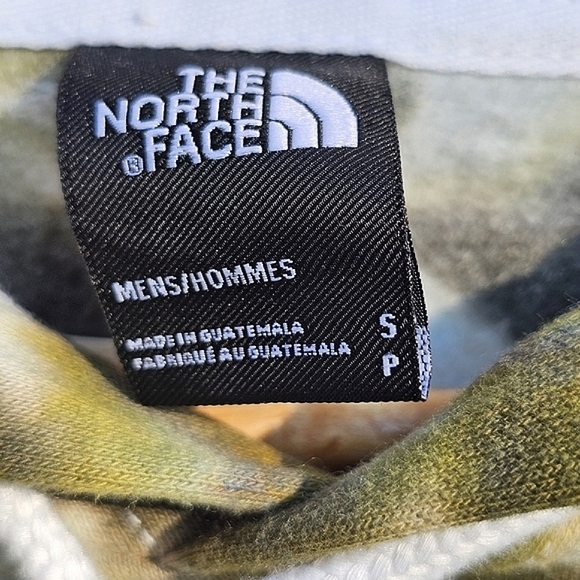 THE
NORTH
®FACE
MENS/HOMMES
MADE IN GUATEMALA
FABRIQUÉ AU GUATEMALA
S
P